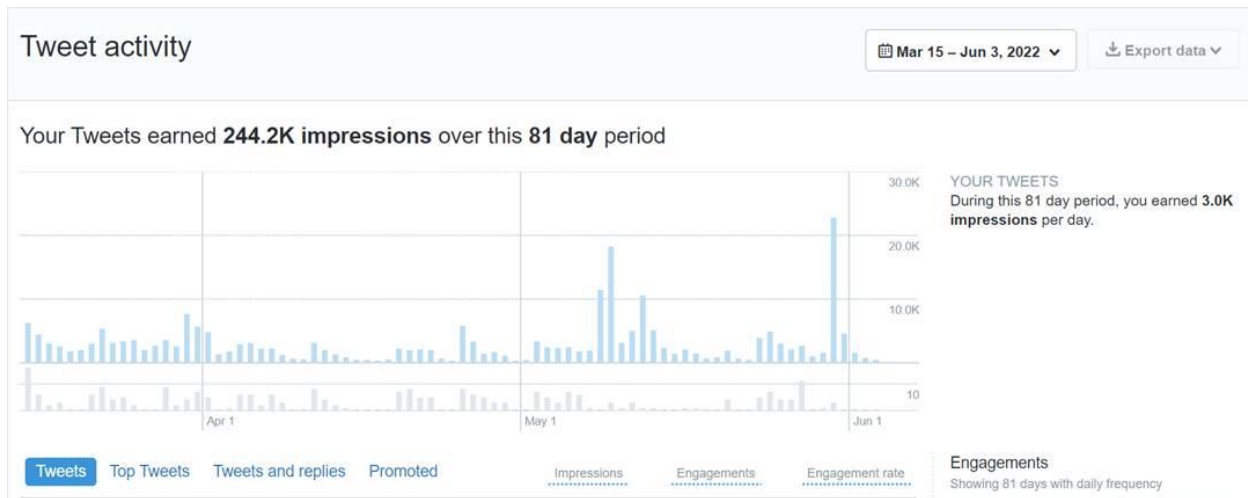 Tweet activity
Mar 15 – Jun 3, 2022
Export data
Your Tweets earned 244.2K impressions over this 81 day period
30.0K
20.0K
10.0K
10
Apr 1
May 1
Jun 1
YOUR TWEETS
During this 81 day period, you earned 3.0K
impressions per day.
Tweets
Top Tweets
Tweets and replies
Promoted
Impressions
Engagements
Engagement rate
Engagements
Showing 81 days with daily frequency